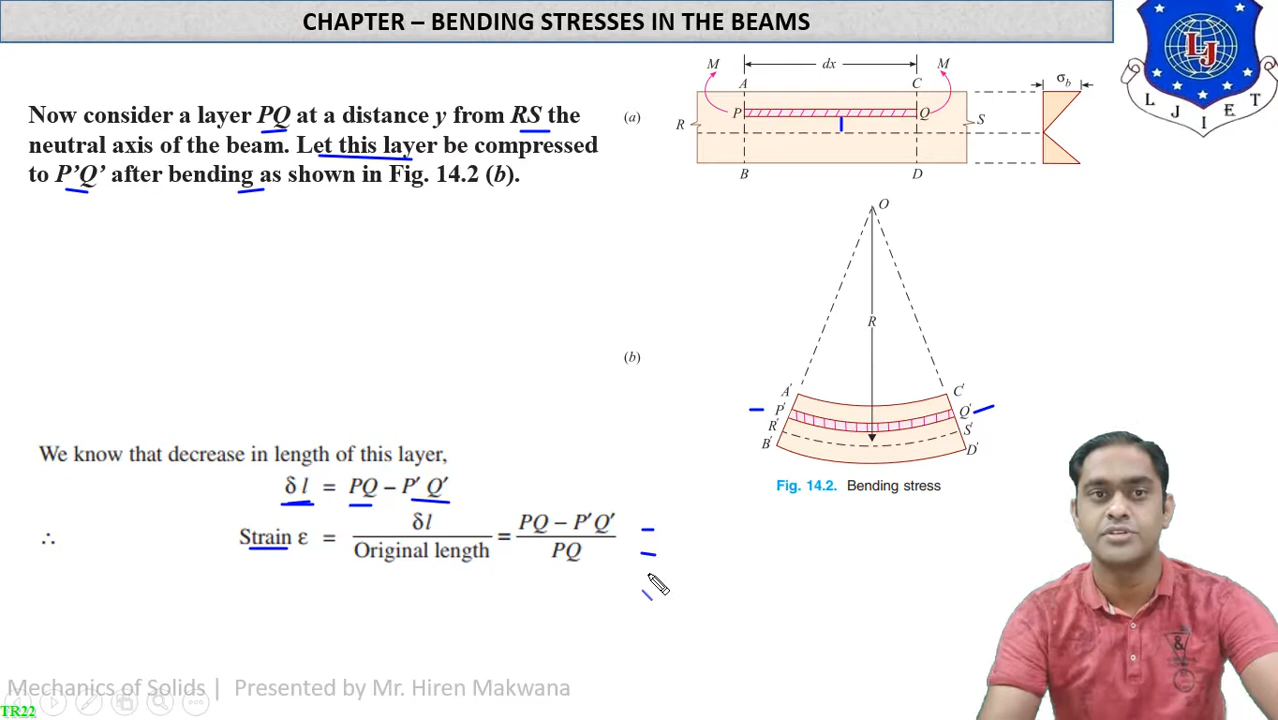 CHAPTER – BENDING STRESSES IN THE BEAMS
L J I E T
Now consider a layer PQ at a distance y from RS the
neutral axis of the beam. Let this layer be compressed
to P’Q’ after bending as shown in Fig. 14.2 (b).
(a)
M
dx
M
A
C
σb
P
Q
R
S
B
D
O
R
(b)
A'
C'
P'
Q'
R'
S'
B'
D'
Fig. 14.2. Bending stress
We know that decrease in length of this layer,
δl = PQ – P′ Q′
∴ Strain ε = δl / Original length = PQ – P′Q′ / PQ
Mechanics of Solids | Presented by Mr. Hiren Makwana
TR22